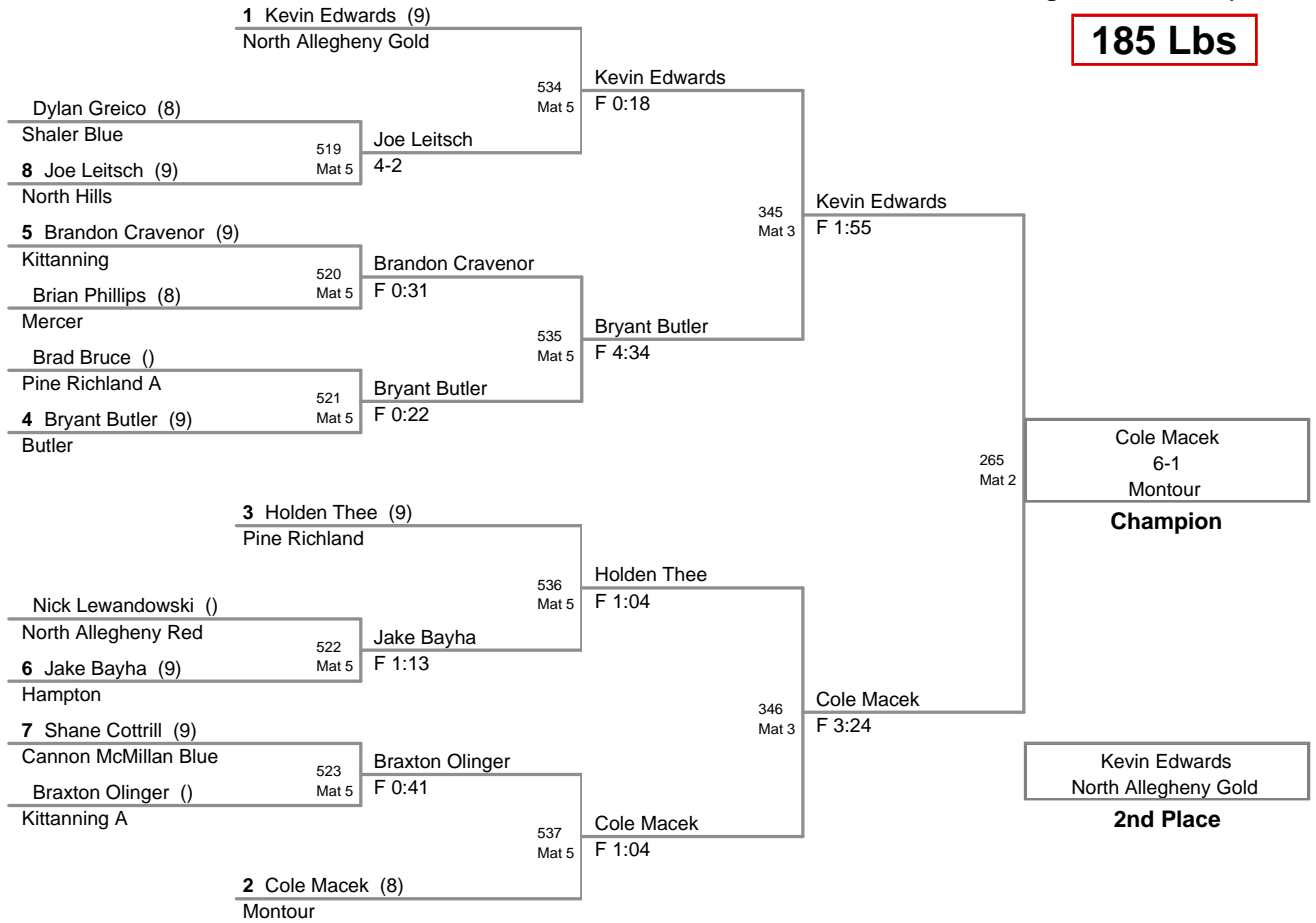 185 Lbs
1 Kevin Edwards (9)
North Allegheny Gold
534
Mat 5
Kevin Edwards
F 0:18
Dylan Greico (8)
Shaler Blue
519
Mat 5
Joe Leitsch
4-2
8 Joe Leitsch (9)
North Hills
345
Mat 3
Kevin Edwards
F 1:55
5 Brandon Cravenor (9)
Kittanning
520
Mat 5
Brandon Cravenor
F 0:31
Brian Phillips (8)
Mercer
535
Mat 5
Bryant Butler
F 4:34
Brad Bruce ()
Pine Richland A
521
Mat 5
Bryant Butler
F 0:22
4 Bryant Butler (9)
Butler
265
Mat 2
Cole Macek
6-1
Montour
Champion
3 Holden Thee (9)
Pine Richland
536
Mat 5
Holden Thee
F 1:04
Nick Lewandowski ()
North Allegheny Red
522
Mat 5
Jake Bayha
F 1:13
6 Jake Bayha (9)
Hampton
346
Mat 3
Cole Macek
F 3:24
7 Shane Cottrill (9)
Cannon McMillan Blue
523
Mat 5
Braxton Olinger
F 0:41
Braxton Olinger ()
Kittanning A
537
Mat 5
Cole Macek
F 1:04
2 Cole Macek (8)
Montour
Kevin Edwards
North Allegheny Gold
2nd Place